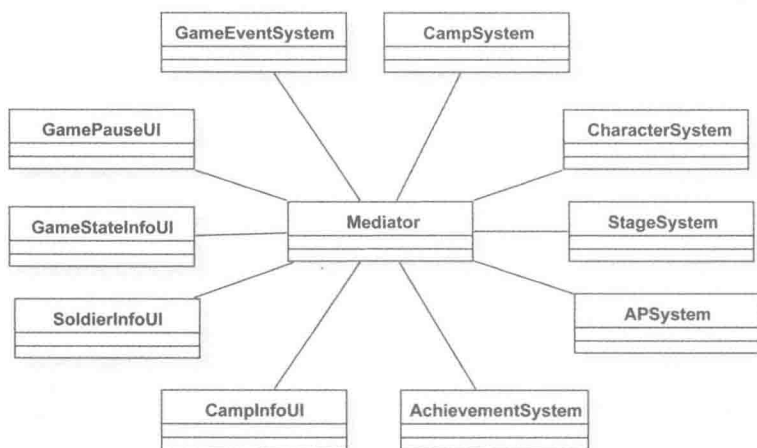 GameEventSystem
CampSystem
GamePauseUI
CharacterSystem
GameStateInfoUI
Mediator
StageSystem
SoldierInfoUI
APSystem
CampInfoUI
AchievementSystem